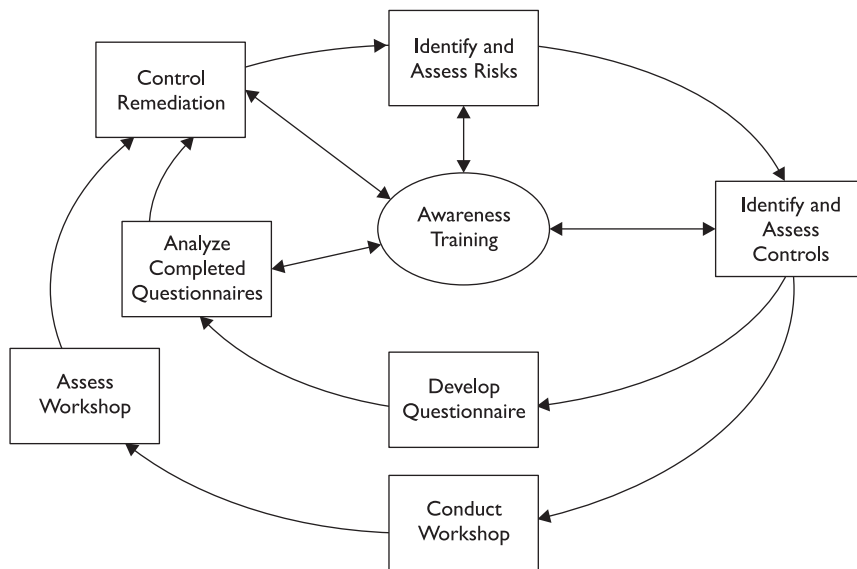 Identify and
Assess Risks
Control
Remediation
Awareness
Training
Identify and
Assess
Controls
Analyze
Completed
Questionnaires
Assess
Workshop
Develop
Questionnaire
Conduct
Workshop